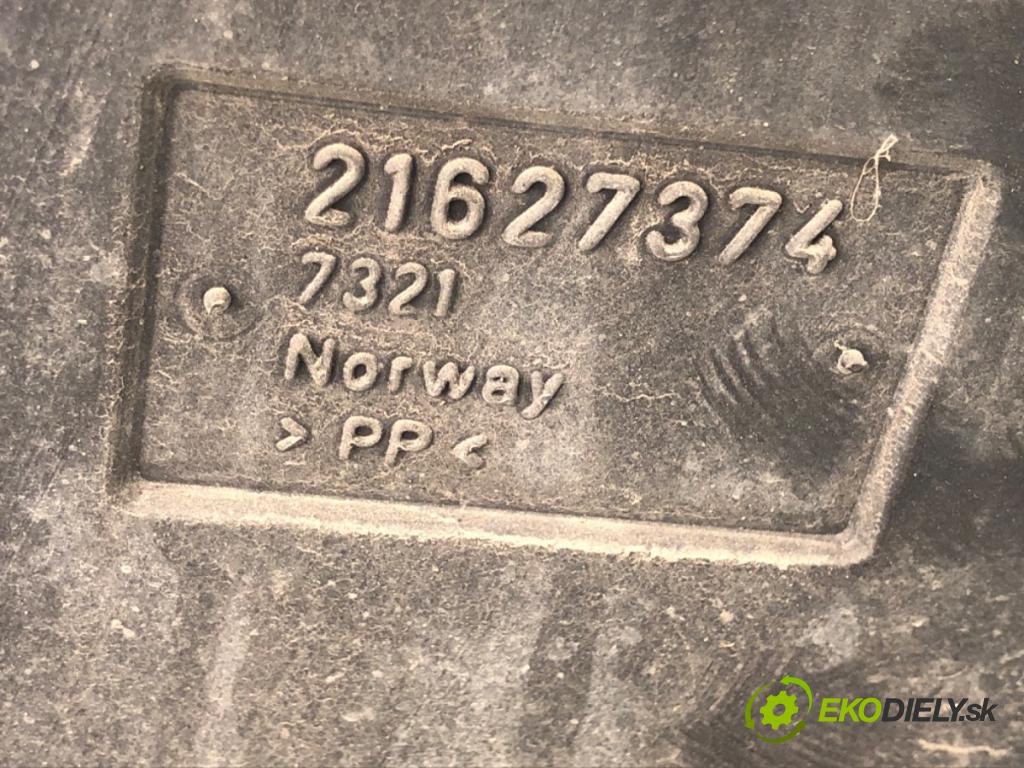 21627374
7321
Norway
> PP <
EKODIELY.sk